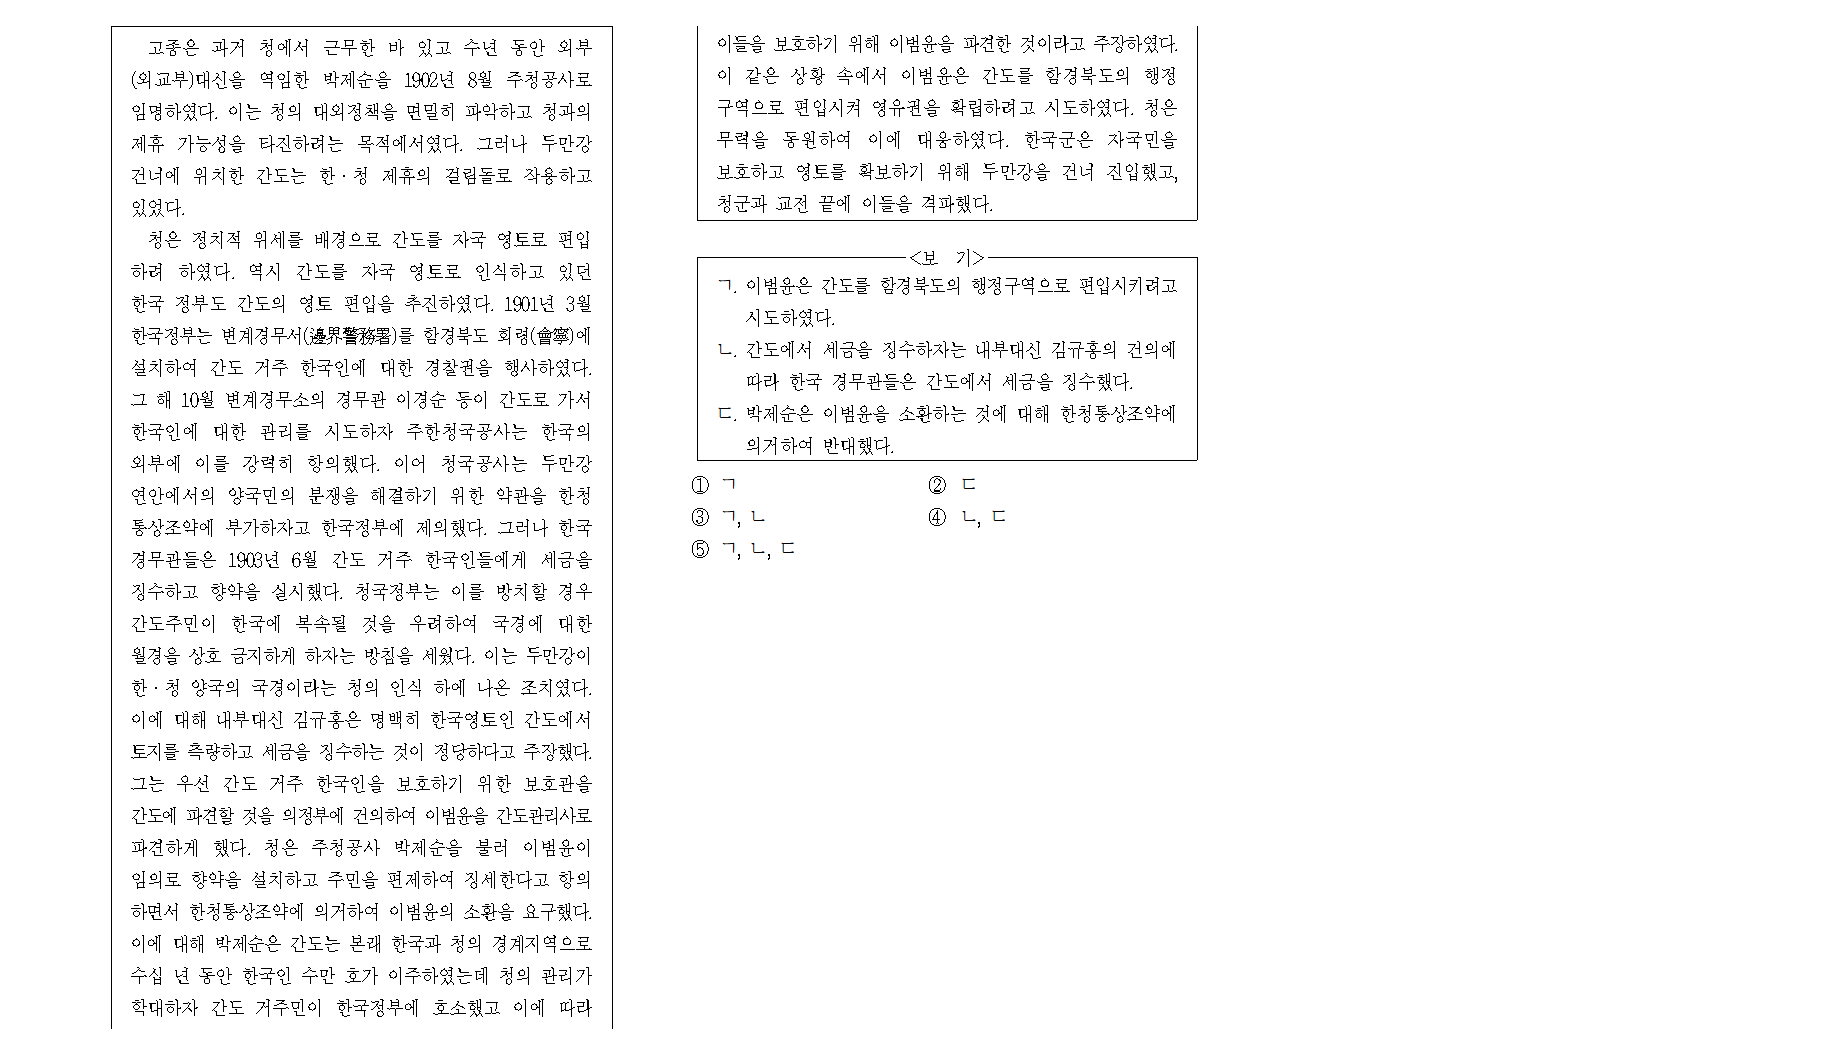 고종은 과거 청에서 근무한 바 있고 수년 동안 외부
(외교부)대신을 역임한 박제순을 1902년 8월 주청공사로
임명하였다. 이는 청의 대외정책을 면밀히 파악하고 청과의
제휴 가능성을 타진하려는 목적에서였다. 그러나 두만강
건너에 위치한 간도는 한·청 제휴의 걸림돌로 작용하고
있었다.
청은 정치적 위세를 배경으로 간도를 자국 영토로 편입
하려 하였다. 역시 간도를 자국 영토로 인식하고 있던
한국 정부도 간도의 영토 편입을 추진하였다. 1901년 3월
한국정부는 변계경무서(邊界警務署)를 함경북도 회령(會寧)에
설치하여 간도 거주 한국인에 대한 경찰권을 행사하였다.
그 해 10월 변계경무소의 경무관 이경순 등이 간도로 가서
한국인에 대한 관리를 시도하자 주한청국공사는 한국의
외부에 이를 강력히 항의했다. 이어 청국공사는 두만강
연안에서의 양국민의 분쟁을 해결하기 위한 약관을 한청
통상조약에 부가하자고 한국정부에 제의했다. 그러나 한국
경무관들은 1903년 6월 간도 거주 한국인들에게 세금을
징수하고 향약을 실시했다. 청국정부는 이를 방치할 경우
간도주민이 한국에 복속될 것을 우려하여 국경에 대한
월경을 상호 금지하게 하자는 방침을 세웠다. 이는 두만강이
한·청 양국의 국경이라는 청의 인식 하에 나온 조치였다.
이에 대해 내부대신 김규홍은 명백히 한국영토인 간도에서
토지를 측량하고 세금을 징수하는 것이 정당하다고 주장했다.
그는 우선 간도 거주 한국인을 보호하기 위한 보호관을
간도에 파견할 것을 의정부에 건의하여 이범윤을 간도관리사로
파견하게 했다. 청은 주청공사 박제순을 불러 이범윤이
임의로 향약을 설치하고 주민을 편제하여 징세한다고 항의
하면서 한청통상조약에 의거하여 이범윤의 소환을 요구했다.
이에 대해 박제순은 간도는 본래 한국과 청의 경계지역으로
수십 년 동안 한국인 수만 호가 이주하였는데 청의 관리가
학대하자 간도 거주민이 한국정부에 호소했고 이에 따라
이들을 보호하기 위해 이범윤을 파견한 것이라고 주장하였다.
이 같은 상황 속에서 이범윤은 간도를 함경북도의 행정
구역으로 편입시켜 영유권을 확립하려고 시도하였다. 청은
무력을 동원하여 이에 대응하였다. 한국군은 자국민을
보호하고 영토를 확보하기 위해 두만강을 건너 진입했고,
청군과 교전 끝에 이들을 격파했다.
<보 기>
ㄱ. 이범윤은 간도를 함경북도의 행정구역으로 편입시키려고
시도하였다.
ㄴ. 간도에서 세금을 징수하자는 내부대신 김규홍의 건의에
따라 한국 경무관들은 간도에서 세금을 징수했다.
ㄷ. 박제순은 이범윤을 소환하는 것에 대해 한청통상조약에
의거하여 반대했다.
① ㄱ ② ㄷ
③ ㄱ, ㄴ ④ ㄴ, ㄷ
⑤ ㄱ, ㄴ, ㄷ